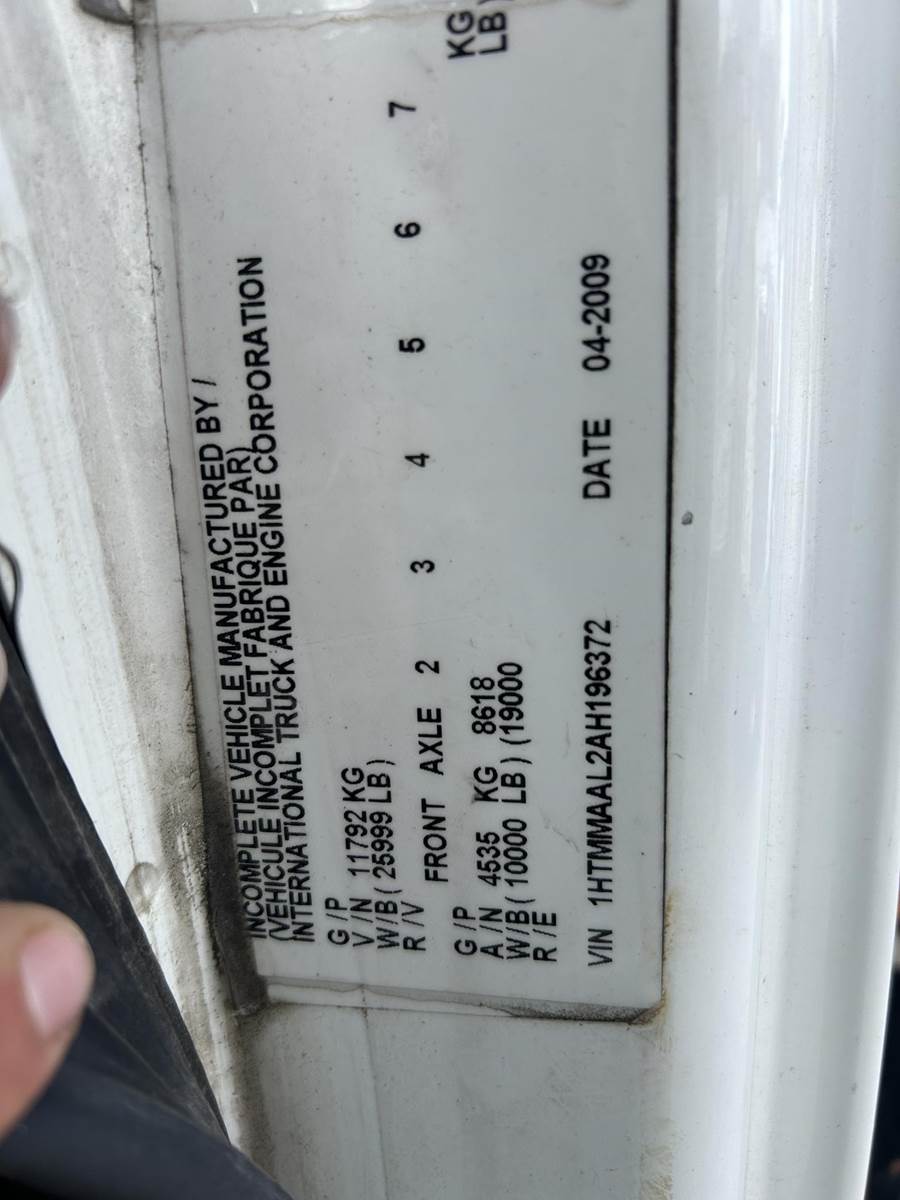 INCOMPLETE VEHICLE MANUFACTURED BY /
(VEHICULE INCOMPLET FABRIQUE PAR)
INTERNATIONAL TRUCK AND ENGINE CORPORATION
G /P
V /N 11792 KG
W/B ( 25999 LB )
R /V FRONT AXLE 2 3 4 5 6 7
G /P
A /N 4535 KG 8618 KG
W/B ( 10000 LB ) (19000 LB )
R /E
VIN 1HTMMAAL2AH196372 DATE 04-2009